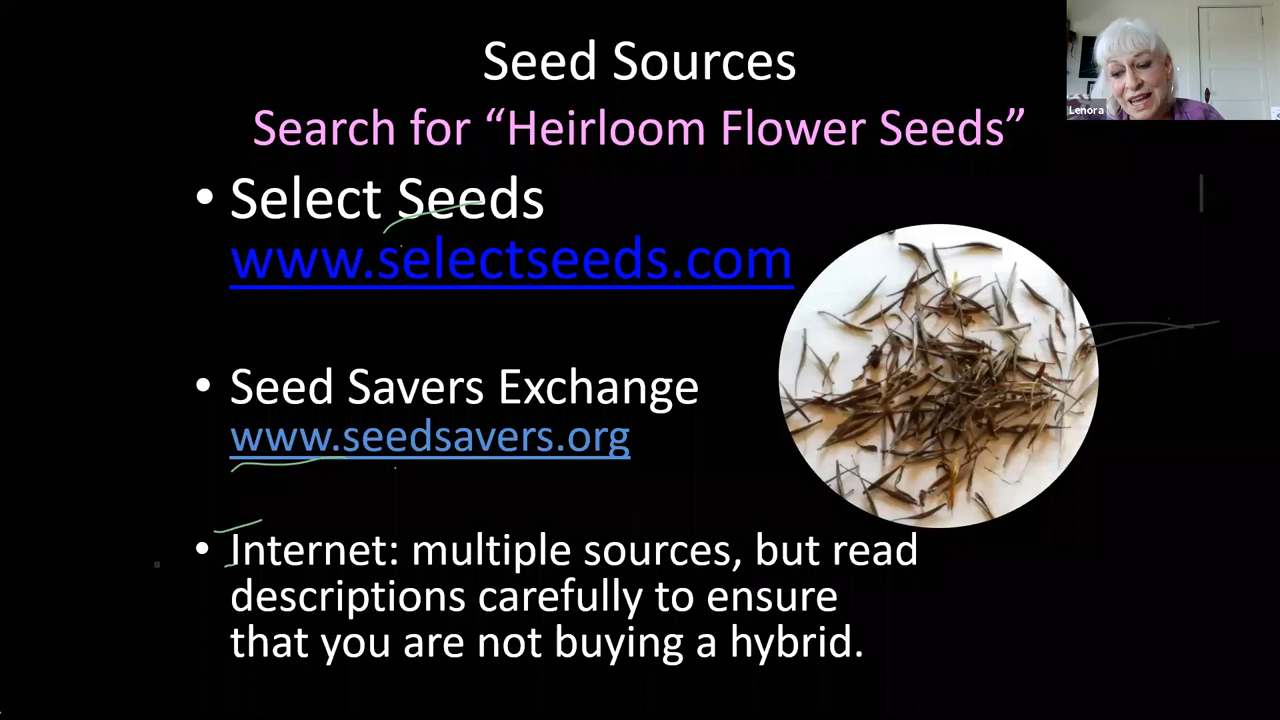 Seed Sources
Search for “Heirloom Flower Seeds”
Lenora
• Select Seeds
www.selectseeds.com
• Seed Savers Exchange
www.seedsavers.org
• Internet: multiple sources, but read
descriptions carefully to ensure
that you are not buying a hybrid.